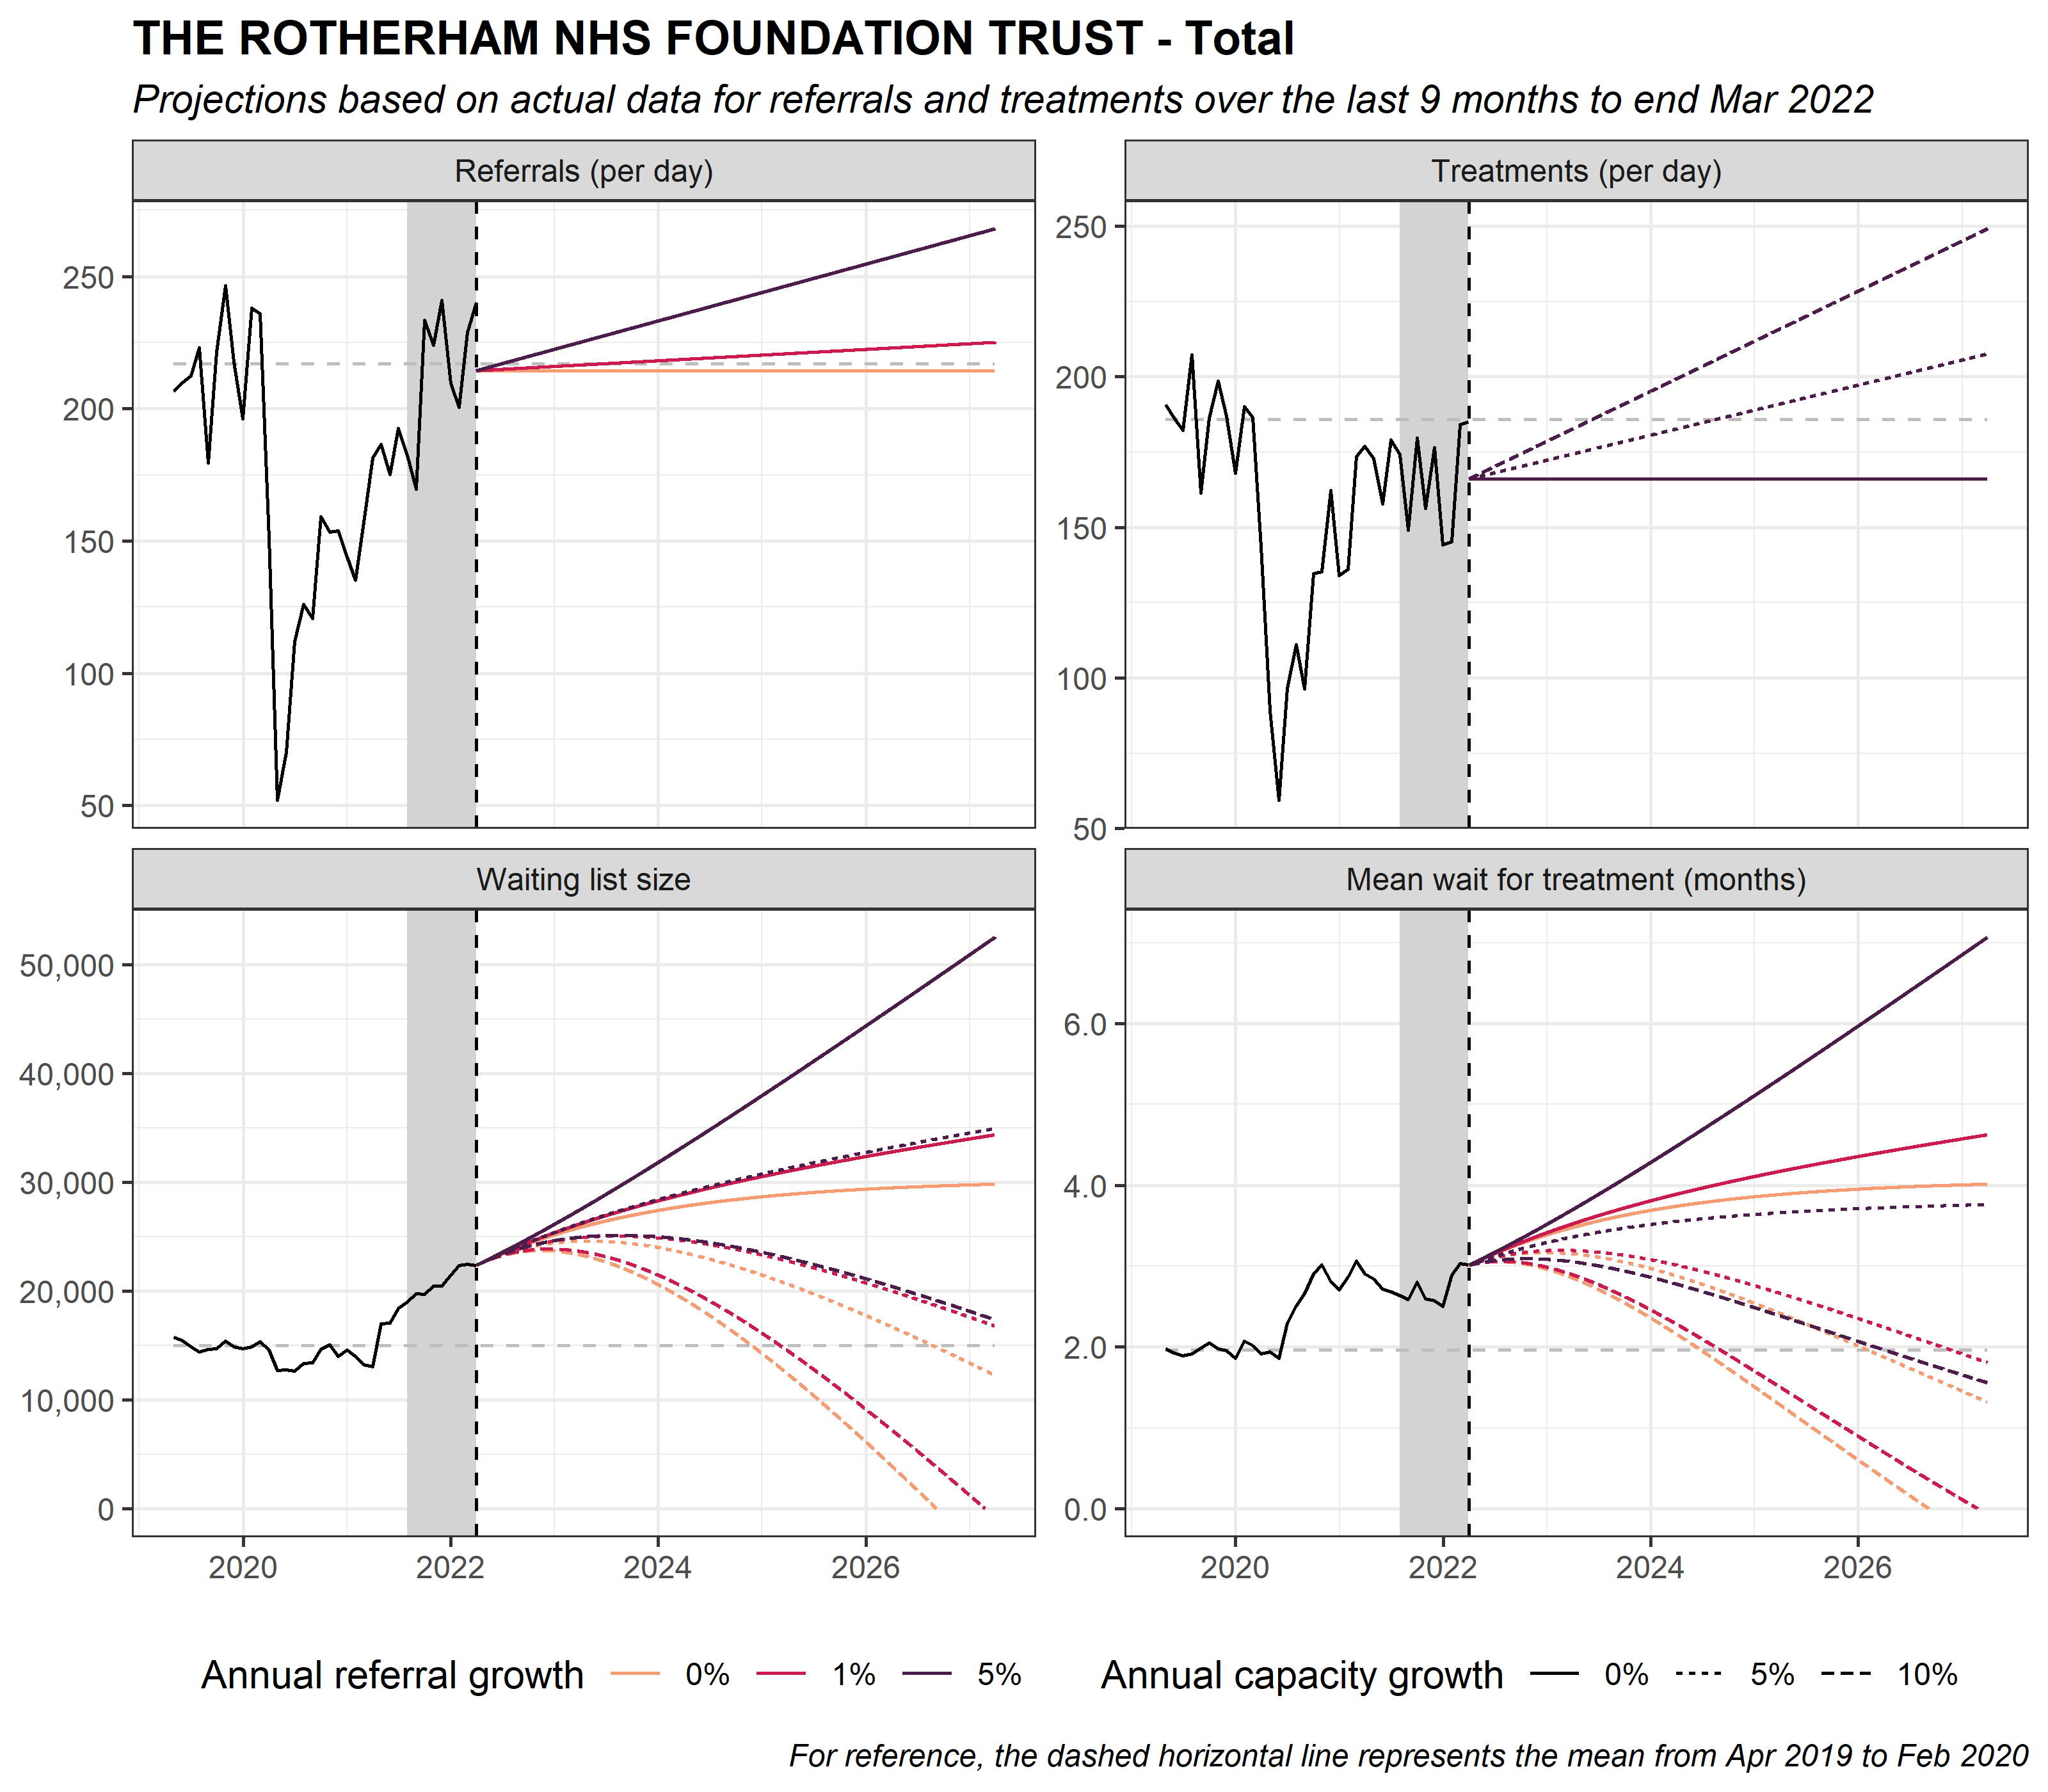 THE ROTHERHAM NHS FOUNDATION TRUST - Total
Projections based on actual data for referrals and treatments over the last 9 months to end Mar 2022
Referrals (per day)
250
200
150
100
50
Treatments (per day)
250
200
150
100
50
Waiting list size
50,000
40,000
30,000
20,000
10,000
0
2020 2022 2024 2026
Mean wait for treatment (months)
6.0
4.0
2.0
0.0
2020 2022 2024 2026
Annual referral growth 0% 1% 5%
Annual capacity growth 0% 5% 10%
For reference, the dashed horizontal line represents the mean from Apr 2019 to Feb 2020